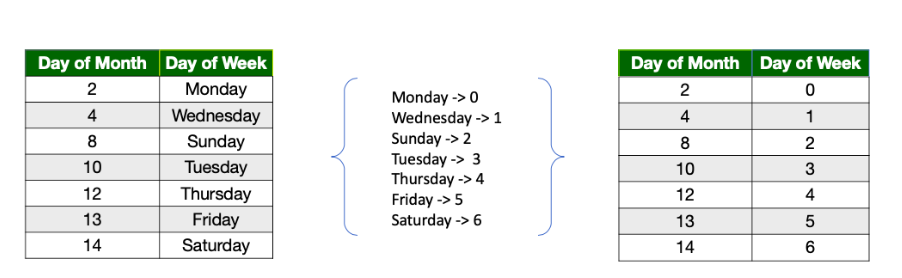 Day of Month Day of Week
2 Monday
4 Wednesday
8 Sunday
10 Tuesday
12 Thursday
13 Friday
14 Saturday
Monday -> 0
Wednesday -> 1
Sunday -> 2
Tuesday -> 3
Thursday -> 4
Friday -> 5
Saturday -> 6
Day of Month Day of Week
2 0
4 1
8 2
10 3
12 4
13 5
14 6